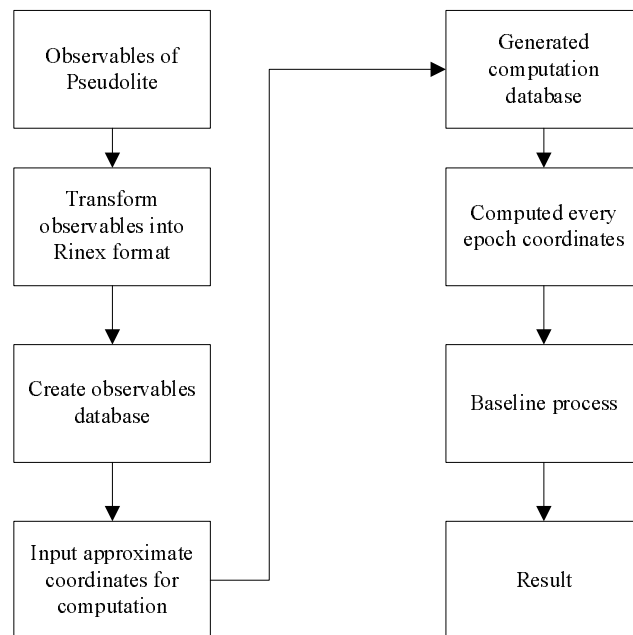 Observables of
Pseudolite
Transform
observables into
Rinex format
Create observables
database
Input approximate
coordinates for
computation
Generated
computation
database
Computed every
epoch coordinates
Baseline process
Result